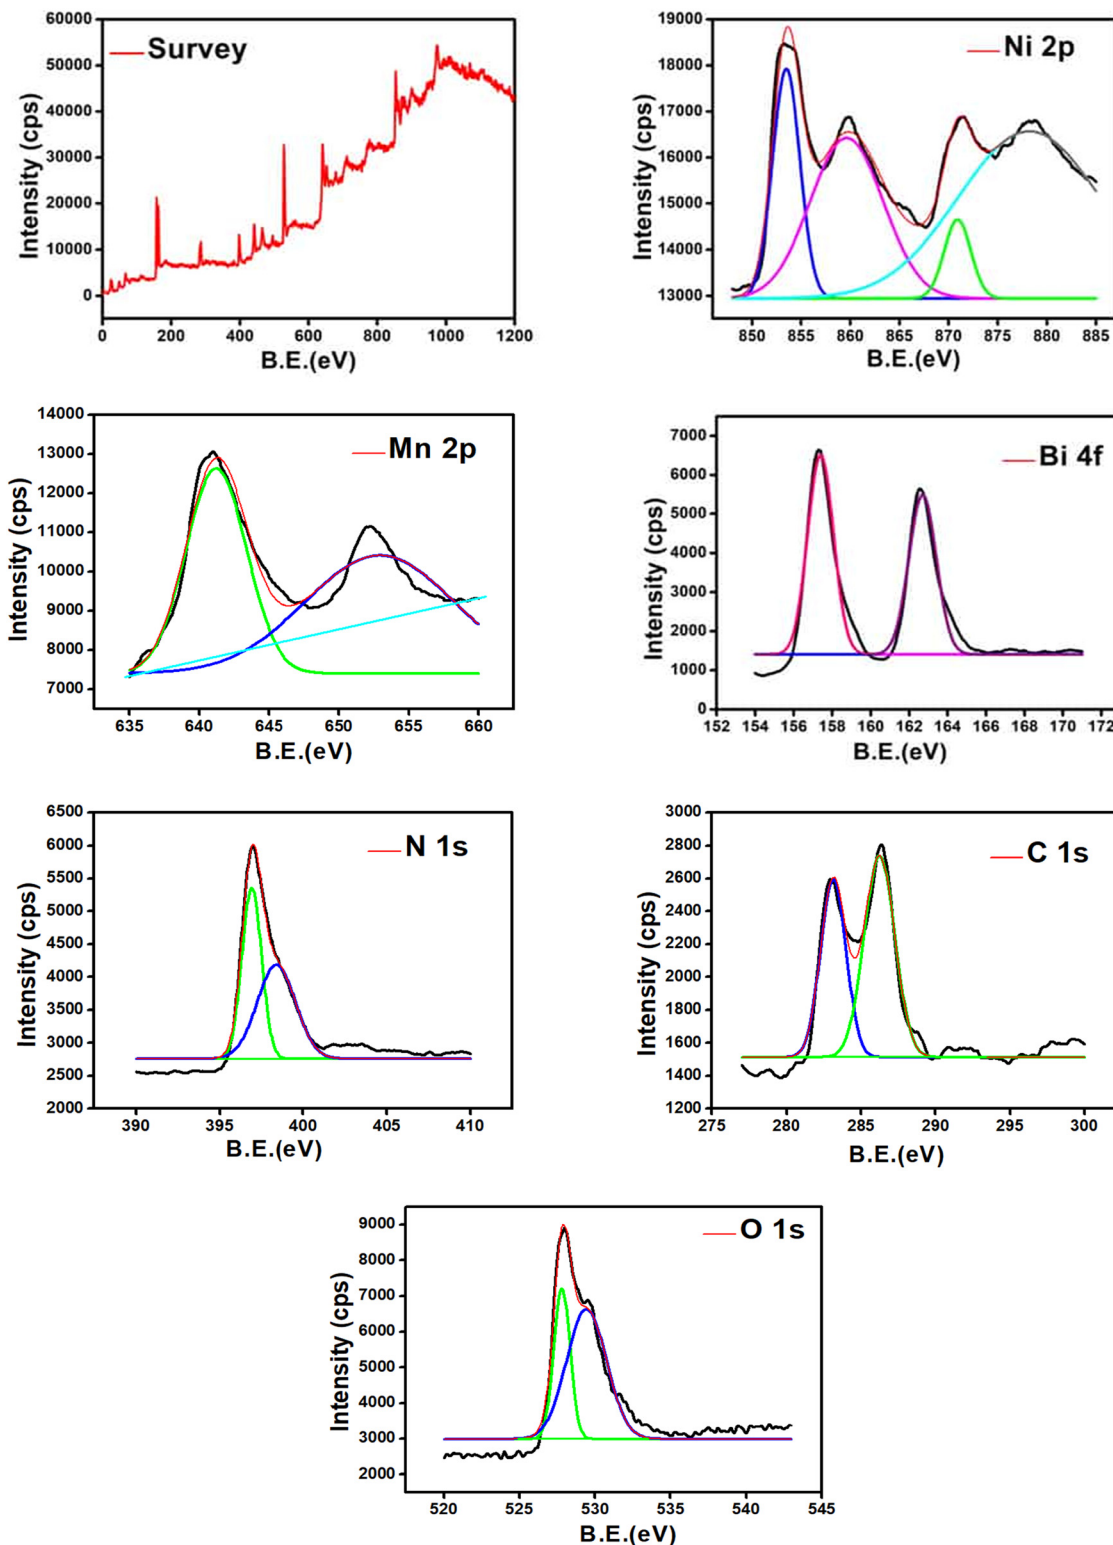 Survey
Intensity (cps)
60000
50000
40000
30000
20000
10000
0
0 200 400 600 800 1000 1200
B.E.(eV)
Ni 2p
Intensity (cps)
19000
18000
17000
16000
15000
14000
13000
850 855 860 865 870 875 880 885
B.E.(eV)
Mn 2p
Intensity (cps)
14000
13000
12000
11000
10000
9000
8000
7000
635 640 645 650 655 660
B.E.(eV)
Bi 4f
Intensity (cps)
7000
6000
5000
4000
3000
2000
1000
0
152 154 156 158 160 162 164 166 168 170 172
B.E.(eV)
N 1s
Intensity (cps)
6500
6000
5500
5000
4500
4000
3500
3000
2500
2000
390 395 400 405 410
B.E.(eV)
C 1s
Intensity (cps)
3000
2800
2600
2400
2200
2000
1800
1600
1400
1200
275 280 285 290 295 300
B.E.(eV)
O 1s
Intensity (cps)
9000
8000
7000
6000
5000
4000
3000
2000
520 525 530 535 540 545
B.E.(eV)